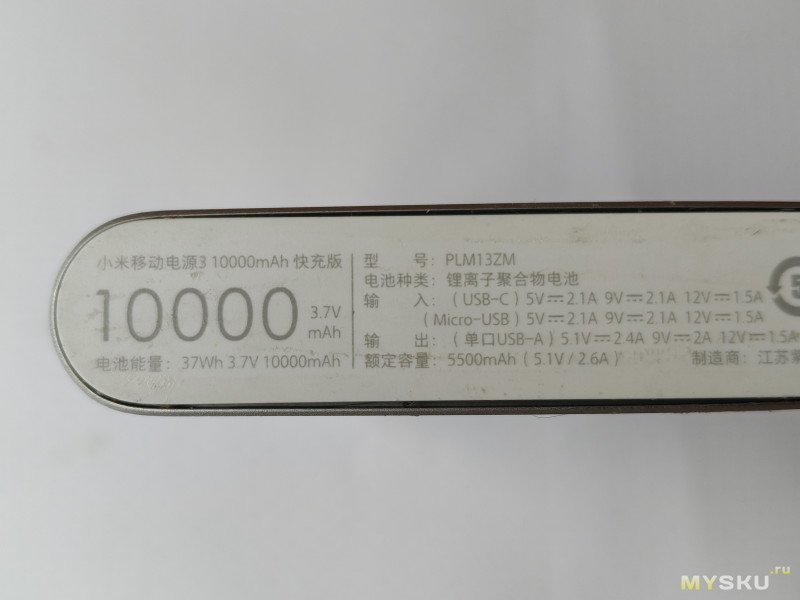 小米移动电源3 10000mAh 快充版
10000 3.7V mAh
电池能量：37Wh 3.7V 10000mAh
型 号：PLM13ZM
电池种类：锂离子聚合物电池
输 入：（USB-C）5V⎓2.1A 9V⎓2.1A 12V⎓1.5A
（Micro-USB）5V⎓2.1A 9V⎓2.1A 12V⎓1.5A
输 出：（单口USB-A）5.1V⎓2.4A 9V⎓2A 12V⎓1.5A
额定容量：5500mAh（5.1V / 2.6A） 制造商：江苏紫
5
MYSKU.ru